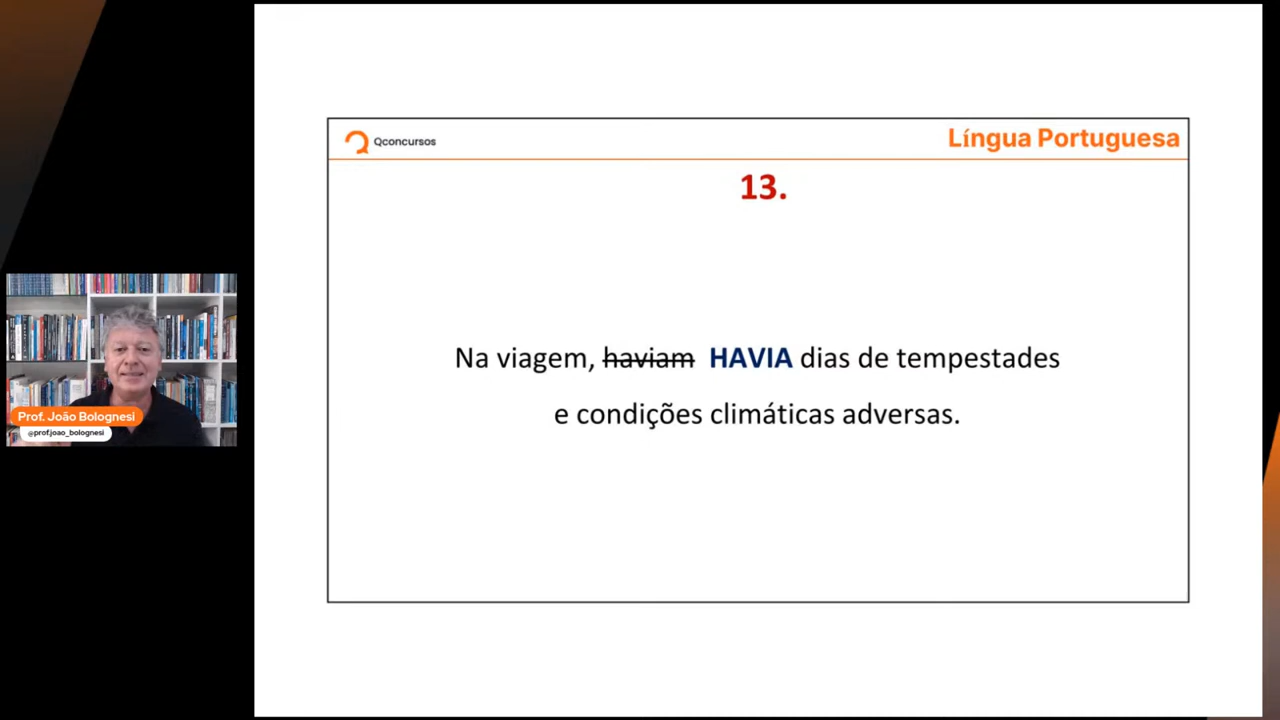 Qconcursos
Língua Portuguesa
13.
Na viagem, haviam HAVIA dias de tempestades
e condições climáticas adversas.
Prof. João Bolognesi
@prof.joao_bolognesi